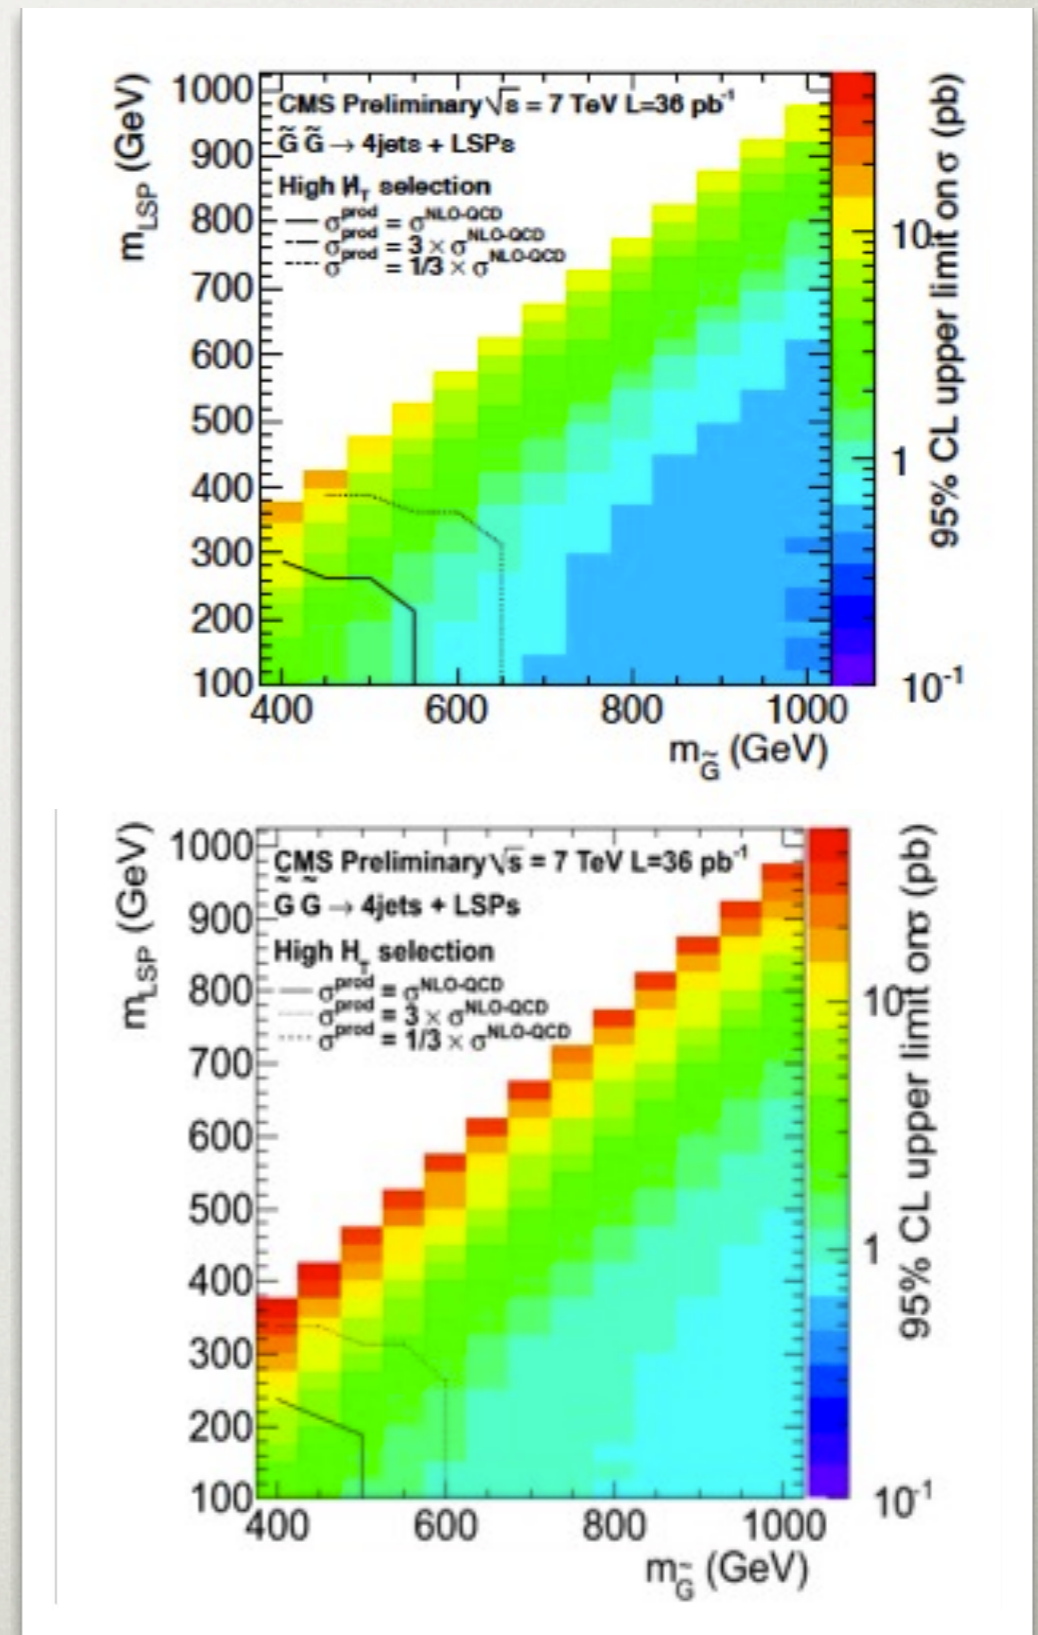 CMS Preliminary √s = 7 TeV L=36 pb⁻¹
G̃ G̃ → 4jets + LSPs
High H̸_T selection
σ^prod = σ^NLO-QCD
σ^prod = 3 × σ^NLO-QCD
σ^prod = 1/3 × σ^NLO-QCD
m_LSP (GeV)
1000
900
800
700
600
500
400
300
200
100
400 600 800 1000
m_G̃ (GeV)
10
1
10⁻¹
95% CL upper limit on σ (pb)
CMS Preliminary √s = 7 TeV L=36 pb⁻¹
G̃ G̃ → 4jets + LSPs
High H_T selection
σ^prod = σ^NLO-QCD
σ^prod = 3 × σ^NLO-QCD
σ^prod = 1/3 × σ^NLO-QCD
m_LSP (GeV)
1000
900
800
700
600
500
400
300
200
100
400 600 800 1000
m_G̃ (GeV)
10
1
10⁻¹
95% CL upper limit on σ (pb)